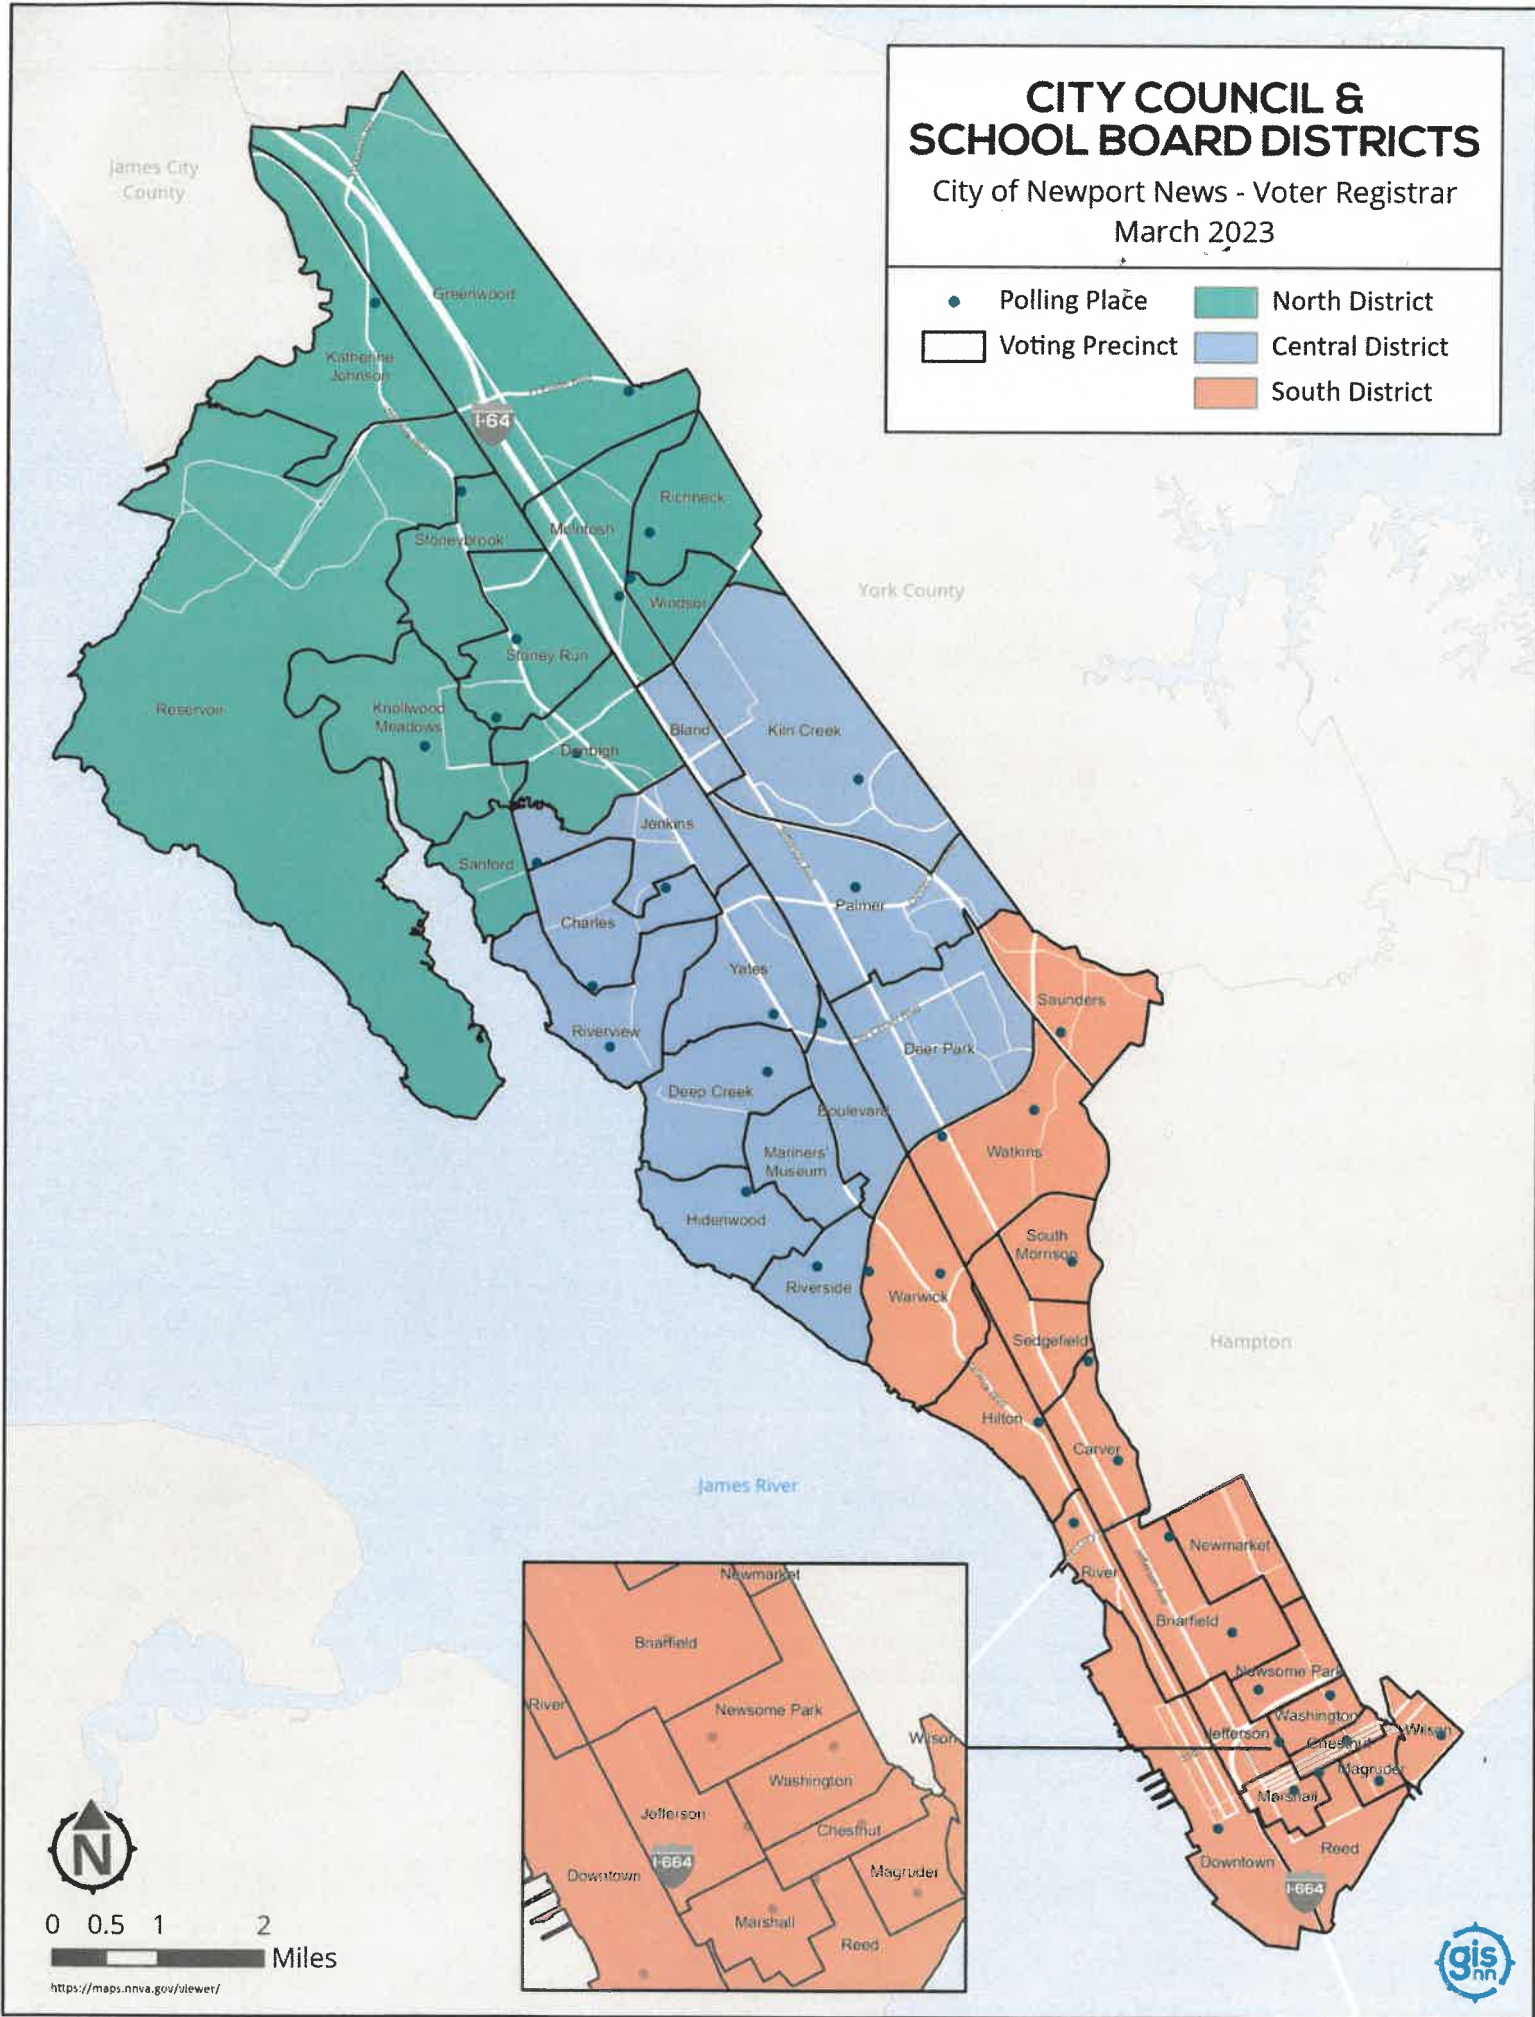 CITY COUNCIL &
SCHOOL BOARD DISTRICTS
City of Newport News - Voter Registrar
March 2023
Polling Place
North District
Voting Precinct
Central District
South District
James City
County
Greenwood
Katherine
Johnson
I-64
Richneck
McIntosh
Stoneybrook
York County
Windsor
Stoney Run
Reservoir
Knollwood
Meadows
Bland
Kiln Creek
Denbigh
Jenkins
Sanford
Palmer
Charles
Yates
Saunders
Riverview
Deer Park
Deep Creek
Boulevard
Mariners'
Museum
Watkins
Hidenwood
South
Morrison
Riverside
Warwick
Sedgefield
Hampton
Hilton
Carver
James River
Newmarket
River
Briarfield
Newsome Park
Washington
Jefferson
Chestnut
Wilson
Magruder
Marshall
Reed
Downtown
I-664
Newmarket
Briarfield
River
Newsome Park
Wilson
Washington
Jefferson
Chestnut
I-664
Downtown
Magruder
Marshall
Reed
N
0 0.5 1 2
Miles
https://maps.nnva.gov/viewer/
gis
nn